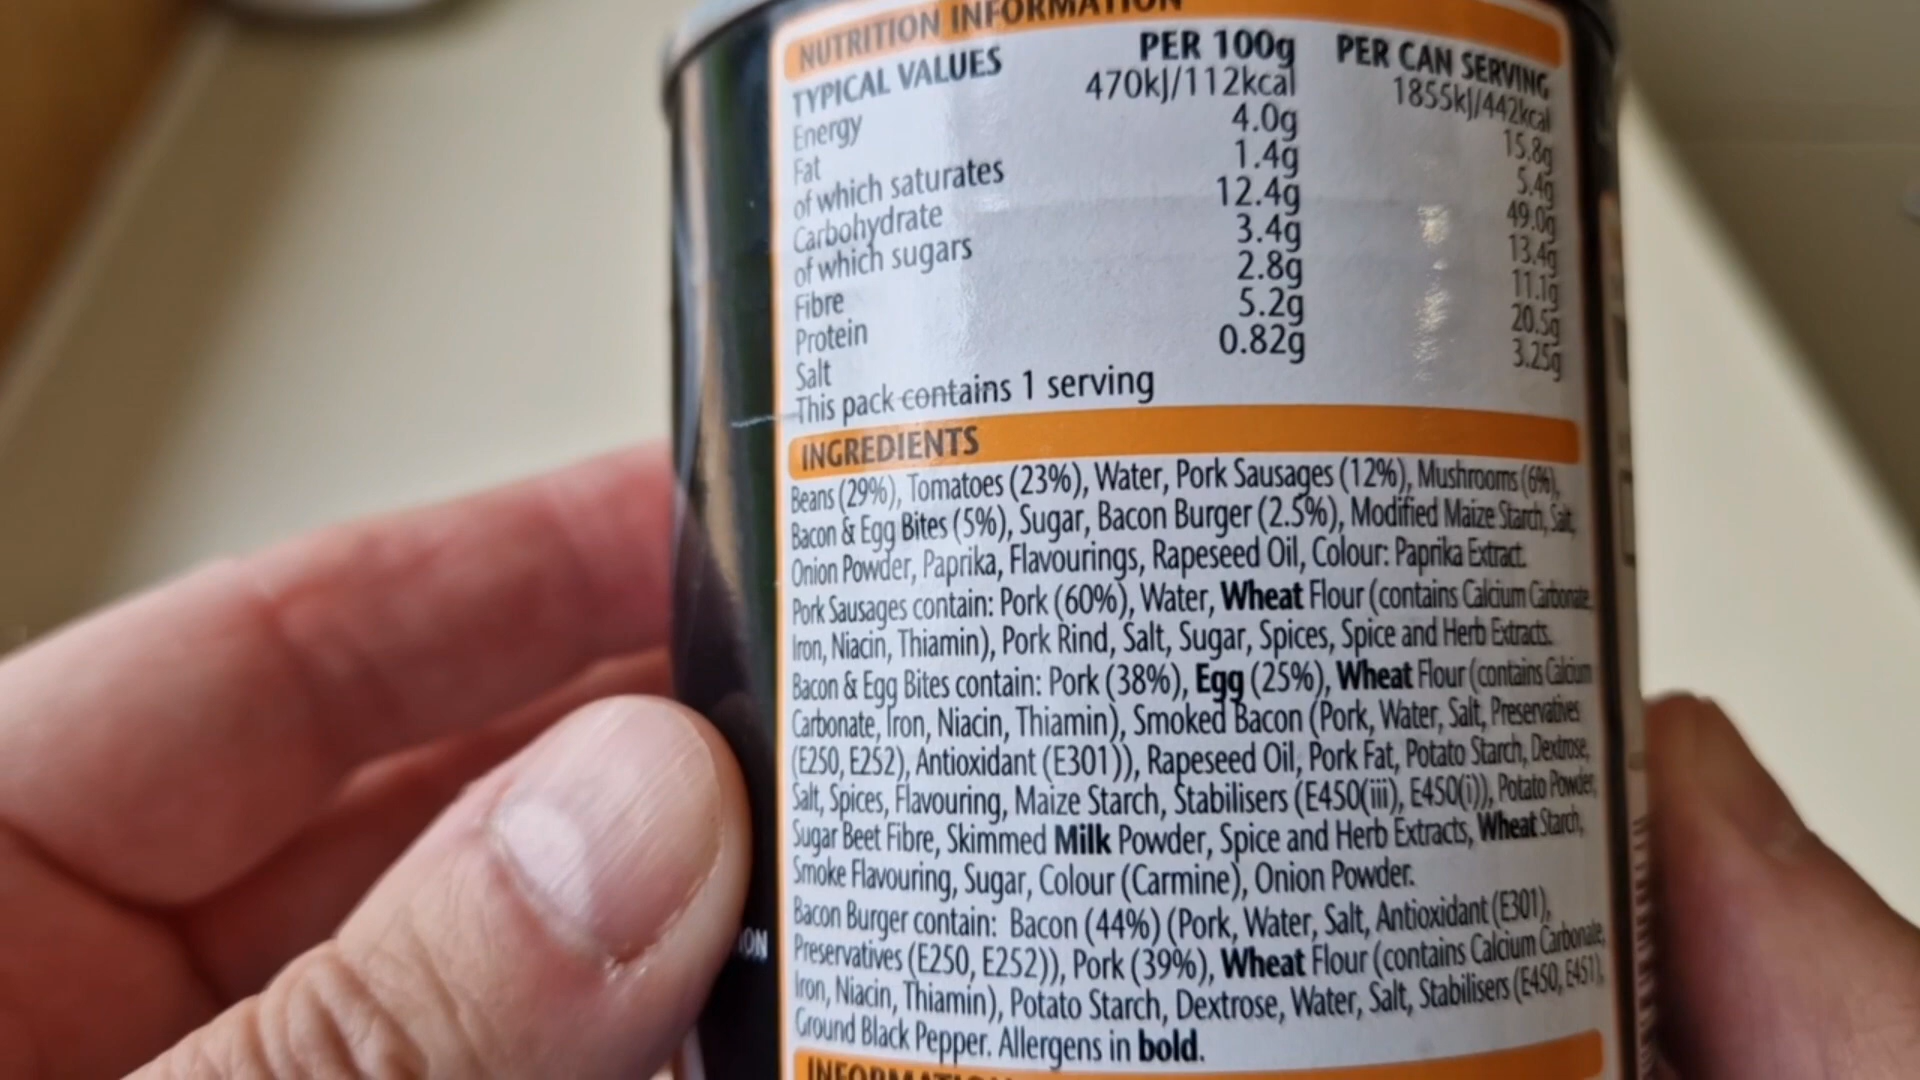 NUTRITION INFORMATION
TYPICAL VALUES PER 100g PER CAN SERVING
Energy 470kJ/112kcal 1855kJ/442kcal
Fat 4.0g 15.8g
of which saturates 1.4g 5.4g
Carbohydrate 12.4g 49.0g
of which sugars 3.4g 13.4g
Fibre 2.8g 11.1g
Protein 5.2g 20.5g
Salt 0.82g 3.25g
This pack contains 1 serving
INGREDIENTS
Beans (29%), Tomatoes (23%), Water, Pork Sausages (12%), Mushrooms (6%),
Bacon & Egg Bites (5%), Sugar, Bacon Burger (2.5%), Modified Maize Starch, Salt,
Onion Powder, Paprika, Flavourings, Rapeseed Oil, Colour: Paprika Extract.
Pork Sausages contain: Pork (60%), Water, Wheat Flour (contains Calcium Carbonate,
Iron, Niacin, Thiamin), Pork Rind, Salt, Sugar, Spices, Spice and Herb Extracts.
Bacon & Egg Bites contain: Pork (38%), Egg (25%), Wheat Flour (contains Calcium
Carbonate, Iron, Niacin, Thiamin), Smoked Bacon (Pork, Water, Salt, Preservatives
(E250, E252), Antioxidant (E301)), Rapeseed Oil, Pork Fat, Potato Starch, Dextrose,
Salt, Spices, Flavouring, Maize Starch, Stabilisers (E450(iii), E450(i)), Potato Powder,
Sugar Beet Fibre, Skimmed Milk Powder, Spice and Herb Extracts, Wheat Starch,
Smoke Flavouring, Sugar, Colour (Carmine), Onion Powder.
Bacon Burger contain: Bacon (44%) (Pork, Water, Salt, Antioxidant (E301),
Preservatives (E250, E252)), Pork (39%), Wheat Flour (contains Calcium Carbonate,
Iron, Niacin, Thiamin), Potato Starch, Dextrose, Water, Salt, Stabilisers (E450, E451),
Ground Black Pepper. Allergens in bold.
INFORMATION